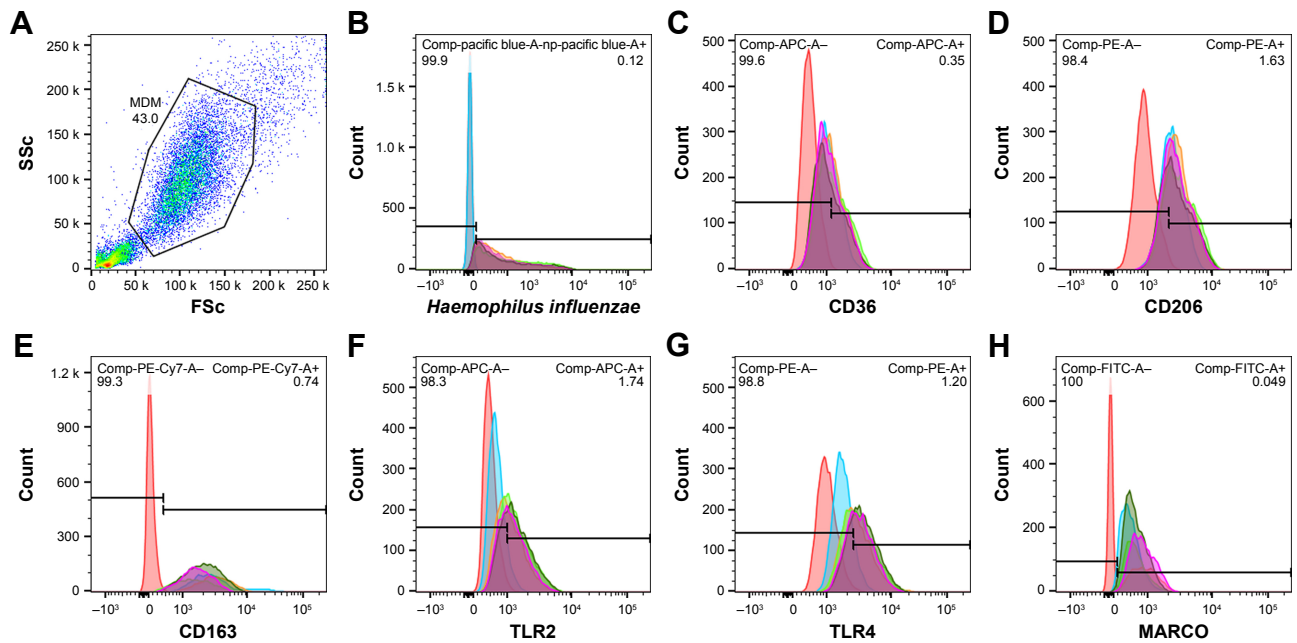 A
250 k
200 k
150 k
100 k
50 k
0
MDM
43.0
SSc
0 50 k 100 k 150 k 200 k 250 k
FSc
B
Comp-pacific blue-A-np-pacific blue-A+
99.9 0.12
1.5 k
1.0 k
500
0
Count
–10³ 0 10³ 10⁴ 10⁵
Haemophilus influenzae
C
Comp-APC-A– Comp-APC-A+
99.6 0.35
500
400
300
200
100
0
Count
–10³ 0 10³ 10⁴ 10⁵
CD36
D
Comp-PE-A– Comp-PE-A+
98.4 1.63
500
400
300
200
100
0
Count
–10³ 0 10³ 10⁴ 10⁵
CD206
E
Comp-PE-Cy7-A– Comp-PE-Cy7-A+
99.3 0.74
1.2 k
900
600
300
0
Count
–10³ 0 10³ 10⁴ 10⁵
CD163
F
Comp-APC-A– Comp-APC-A+
98.3 1.74
500
400
300
200
100
0
Count
–10³ 0 10³ 10⁴ 10⁵
TLR2
G
Comp-PE-A– Comp-PE-A+
98.8 1.20
500
400
300
200
100
0
Count
–10³ 0 10³ 10⁴ 10⁵
TLR4
H
Comp-FITC-A– Comp-FITC-A+
100 0.049
600
400
200
0
Count
–10³ 0 10³ 10⁴ 10⁵
MARCO